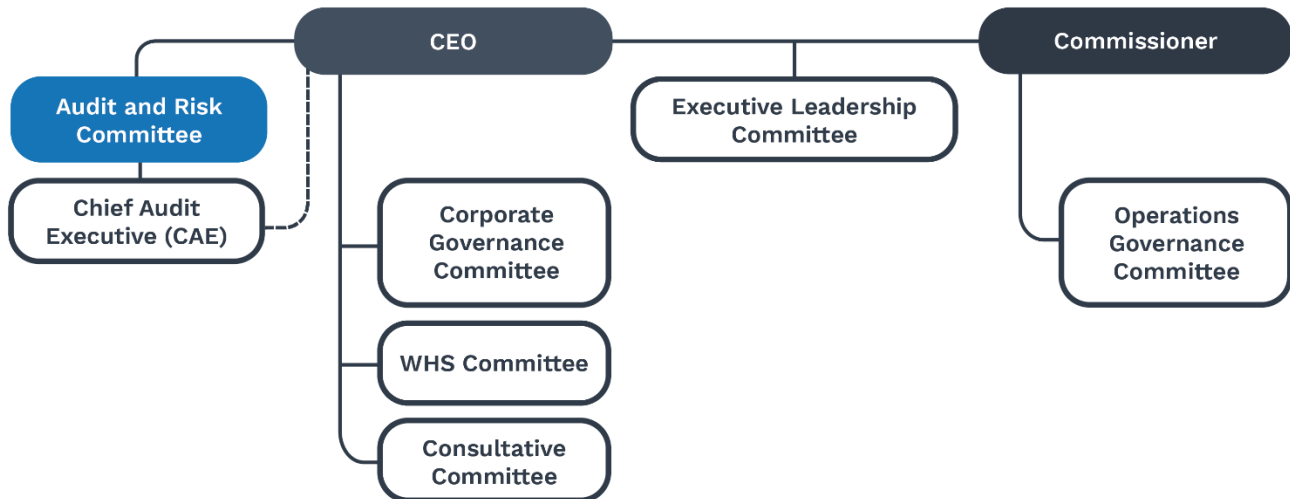 CEO
Commissioner
Audit and Risk
Committee
Executive Leadership
Committee
Chief Audit
Executive (CAE)
Corporate
Governance
Committee
Operations
Governance
Committee
WHS Committee
Consultative
Committee